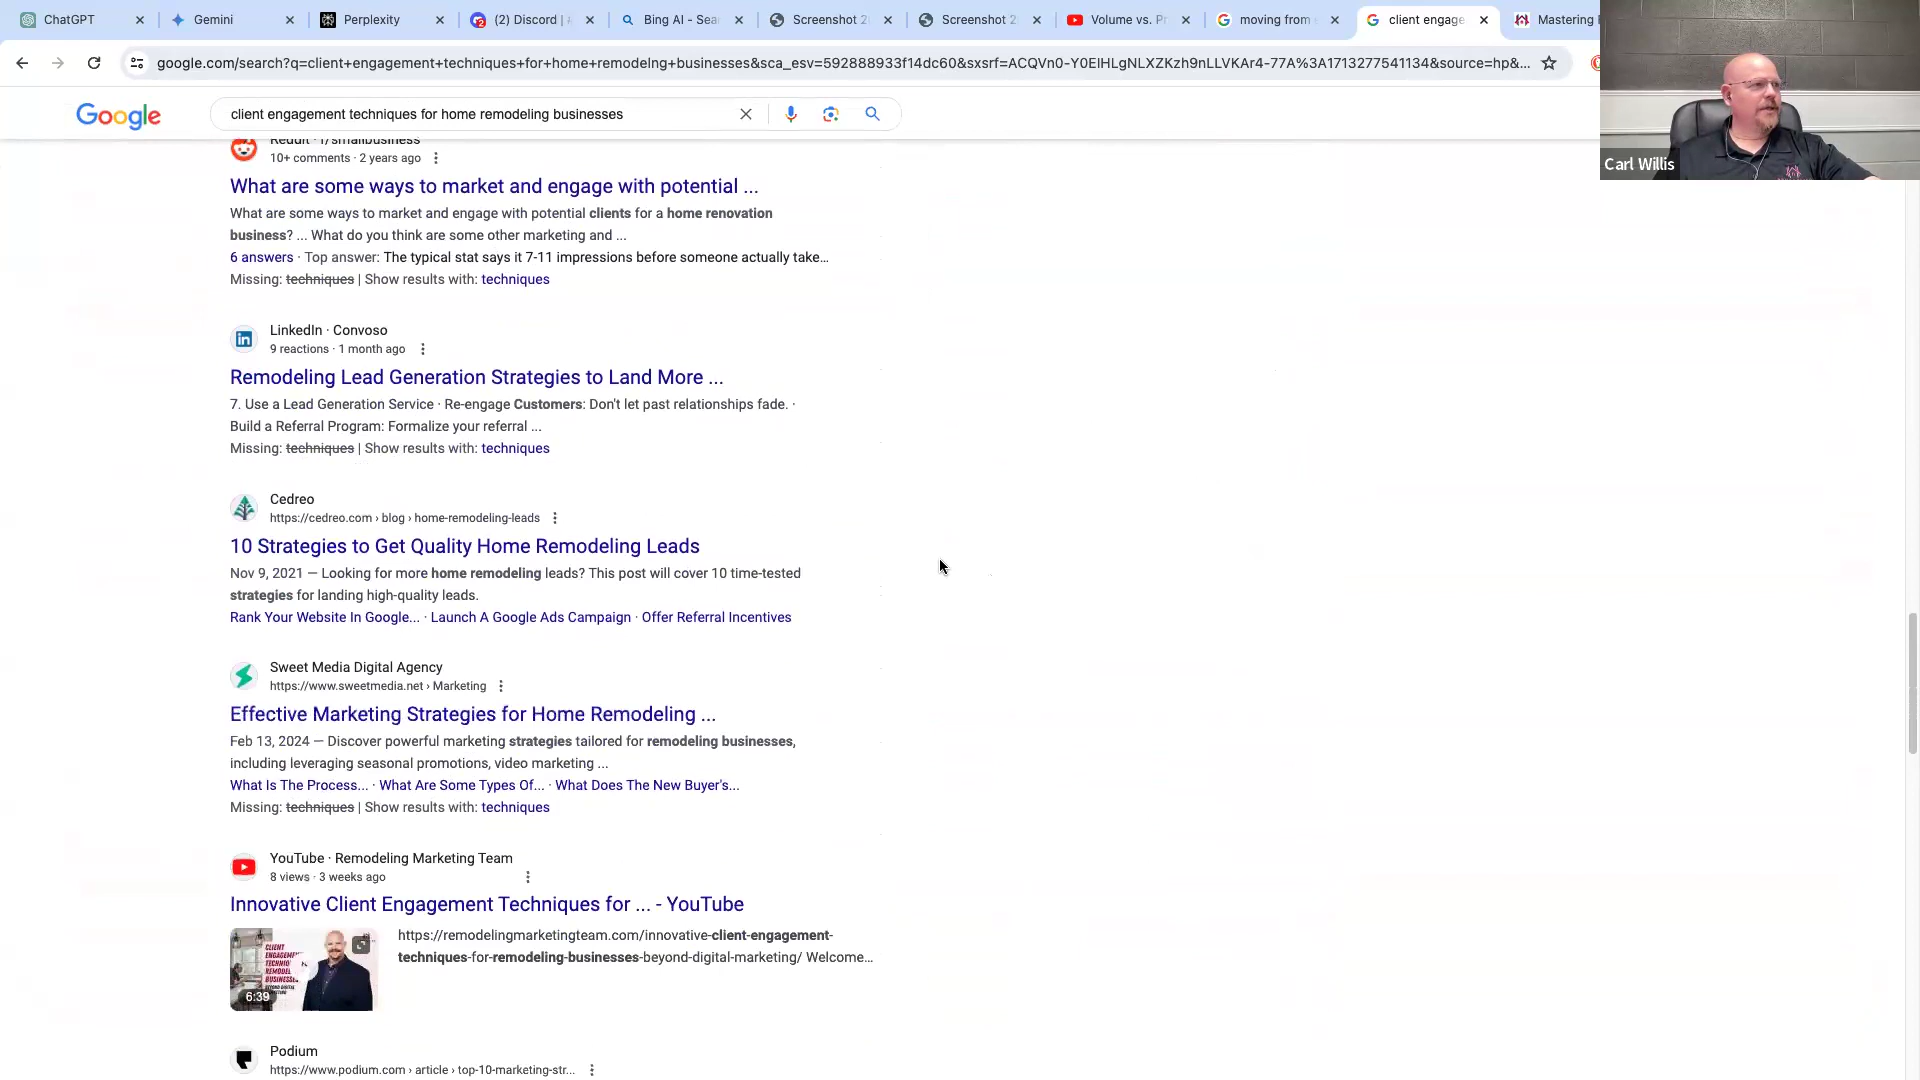 ChatGPT
Gemini
Perplexity
(2) Discord |
Bing AI - Sea
Screenshot 2
Screenshot 2
Volume vs. Pr
moving from
client engage
Mastering
google.com/search?q=client+engagement+techniques+for+home+remodelng+businesses&sca_esv=592888933f14dc60&sxsrf=ACQVn0-Y0EIHLgNLXZKzh9nLLVKAr4-77A%3A1713277541134&source=hp&...
Google
client engagement techniques for home remodeling businesses
Carl Willis
Reddit · r/smallbusiness
10+ comments · 2 years ago
What are some ways to market and engage with potential ...
What are some ways to market and engage with potential clients for a home renovation
business? ... What do you think are some other marketing and ...
6 answers · Top answer: The typical stat says it 7-11 impressions before someone actually take...
Missing: techniques | Show results with: techniques
LinkedIn · Convoso
9 reactions · 1 month ago
Remodeling Lead Generation Strategies to Land More ...
7. Use a Lead Generation Service · Re-engage Customers: Don't let past relationships fade. ·
Build a Referral Program: Formalize your referral ...
Missing: techniques | Show results with: techniques
Cedreo
https://cedreo.com › blog › home-remodeling-leads
10 Strategies to Get Quality Home Remodeling Leads
Nov 9, 2021 — Looking for more home remodeling leads? This post will cover 10 time-tested
strategies for landing high-quality leads.
Rank Your Website In Google... · Launch A Google Ads Campaign · Offer Referral Incentives
Sweet Media Digital Agency
https://www.sweetmedia.net › Marketing
Effective Marketing Strategies for Home Remodeling ...
Feb 13, 2024 — Discover powerful marketing strategies tailored for remodeling businesses,
including leveraging seasonal promotions, video marketing ...
What Is The Process... · What Are Some Types Of... · What Does The New Buyer's...
Missing: techniques | Show results with: techniques
YouTube · Remodeling Marketing Team
8 views · 3 weeks ago
Innovative Client Engagement Techniques for ... - YouTube
https://remodelingmarketingteam.com/innovative-client-engagement-
techniques-for-remodeling-businesses-beyond-digital-marketing/ Welcome...
CLIENT
6:39
Podium
https://www.podium.com › article › top-10-marketing-str...